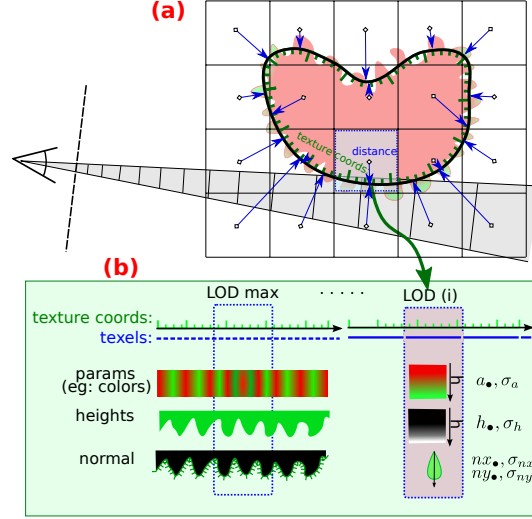 (a)
distance
texture coords
(b)
LOD max
. . . . .
LOD (i)
texture coords:
texels:
params
(eg: colors)
h
a●, σa
heights
h
h●, σh
normal
nx●, σnx
ny●, σny